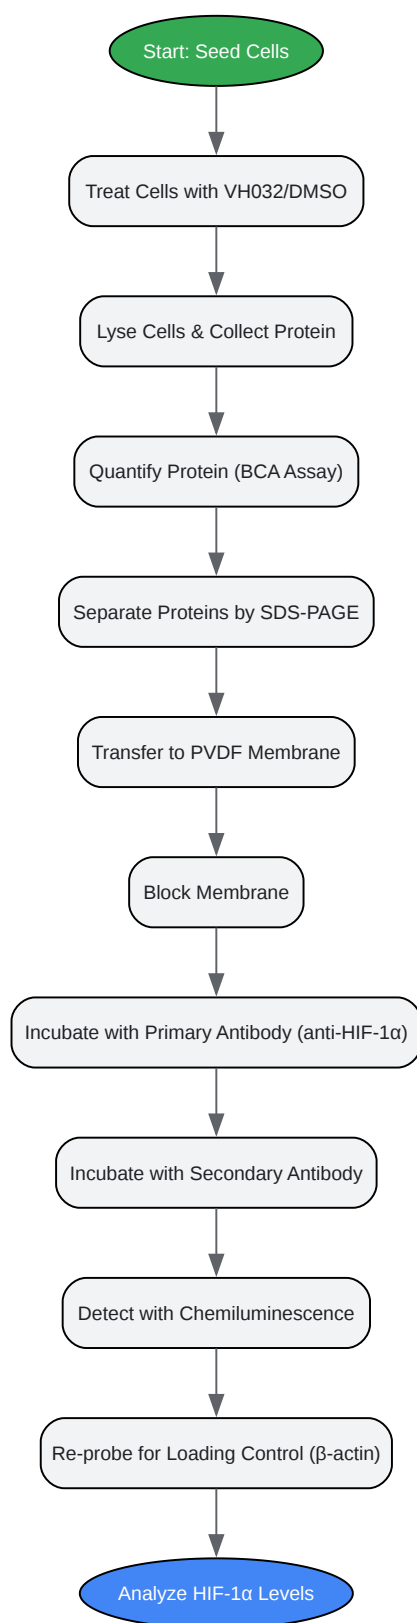 Start: Seed Cells
Treat Cells with VH032/DMSO
Lyse Cells & Collect Protein
Quantify Protein (BCA Assay)
Separate Proteins by SDS-PAGE
Transfer to PVDF Membrane
Block Membrane
Incubate with Primary Antibody (anti-HIF-1α)
Incubate with Secondary Antibody
Detect with Chemiluminescence
Re-probe for Loading Control (β-actin)
Analyze HIF-1α Levels